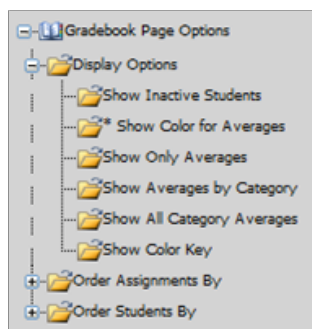 Gradebook Page Options
Display Options
Show Inactive Students
* Show Color for Averages
Show Only Averages
Show Averages by Category
Show All Category Averages
Show Color Key
Order Assignments By
Order Students By